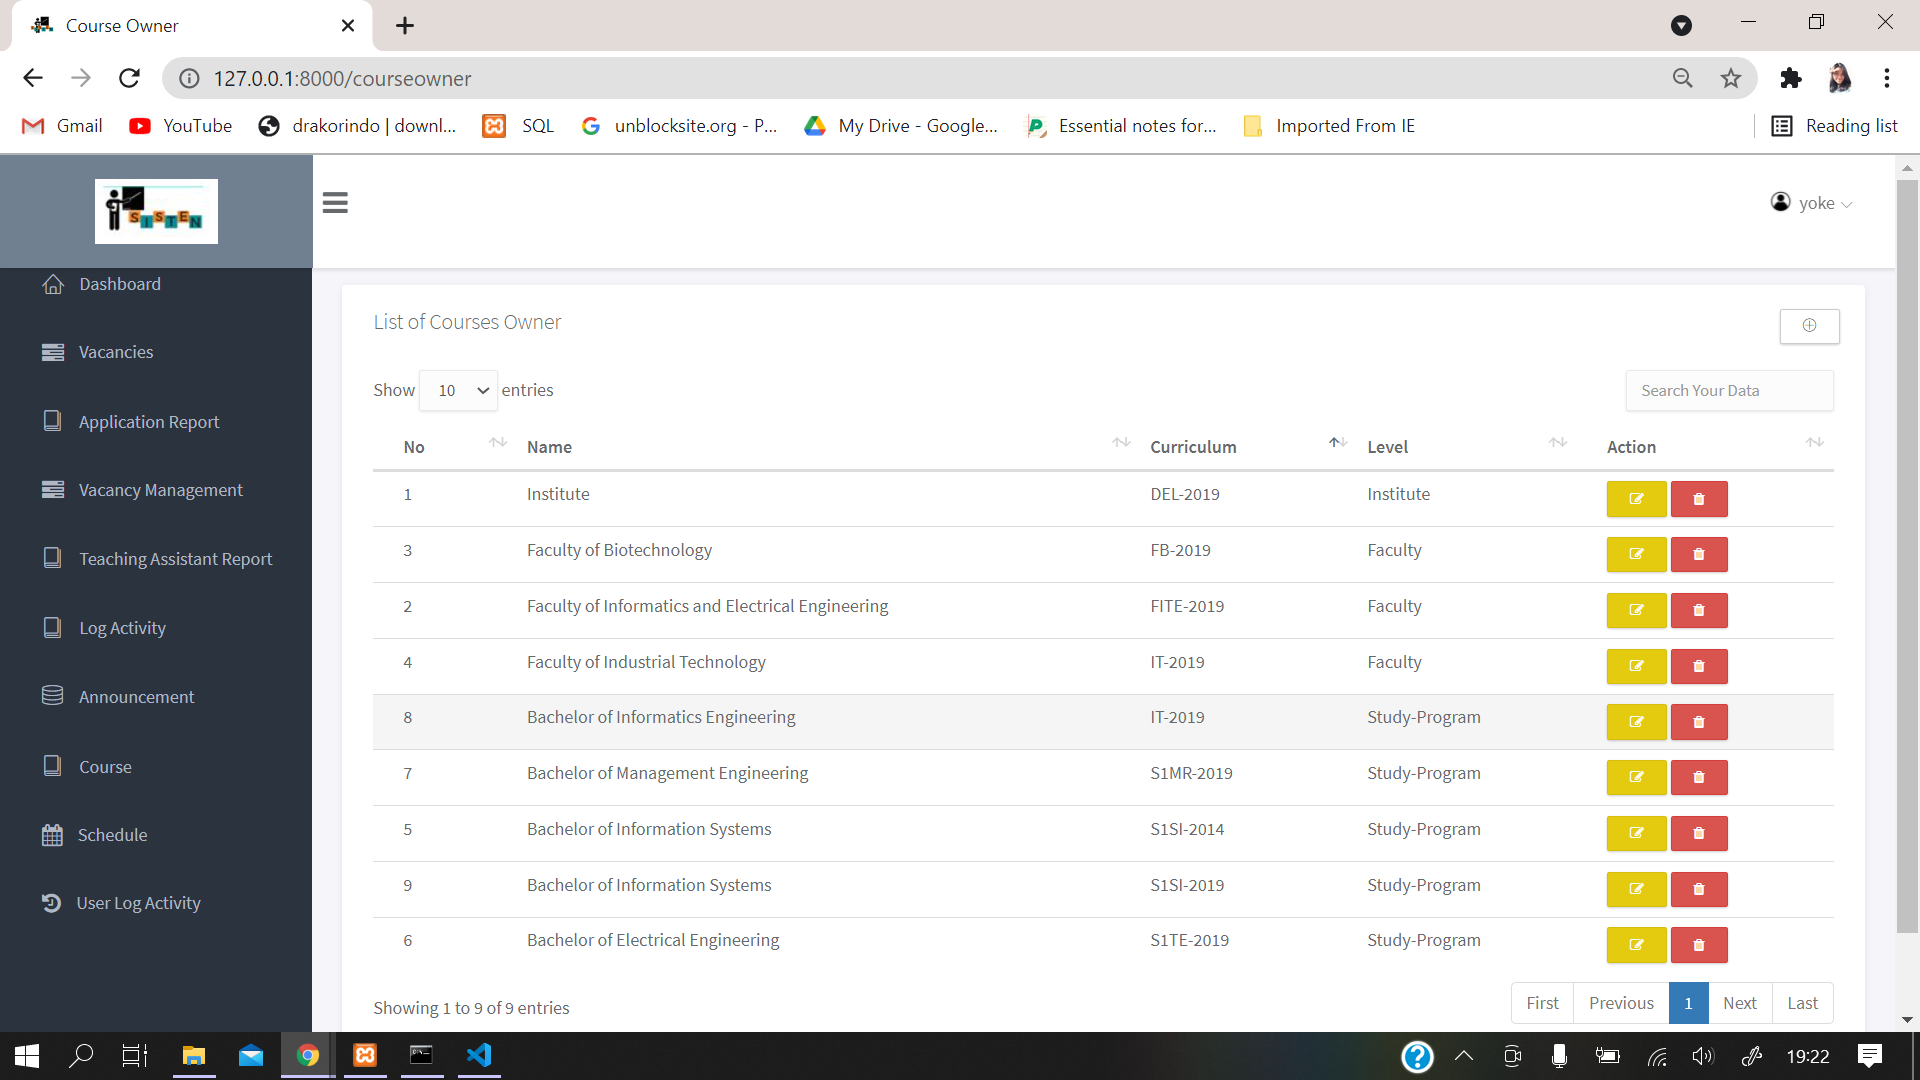 Course Owner
127.0.0.1:8000/courseowner
Gmail YouTube drakorindo | downl... SQL unblocksite.org - P... My Drive - Google... Essential notes for... Imported From IE Reading list
SISTEN
yoke
Dashboard
Vacancies
Application Report
Vacancy Management
Teaching Assistant Report
Log Activity
Announcement
Course
Schedule
User Log Activity
List of Courses Owner
Show 10 entries Search Your Data
No Name Curriculum Level Action
1 Institute DEL-2019 Institute
3 Faculty of Biotechnology FB-2019 Faculty
2 Faculty of Informatics and Electrical Engineering FITE-2019 Faculty
4 Faculty of Industrial Technology IT-2019 Faculty
8 Bachelor of Informatics Engineering IT-2019 Study-Program
7 Bachelor of Management Engineering S1MR-2019 Study-Program
5 Bachelor of Information Systems S1SI-2014 Study-Program
9 Bachelor of Information Systems S1SI-2019 Study-Program
6 Bachelor of Electrical Engineering S1TE-2019 Study-Program
Showing 1 to 9 of 9 entries First Previous 1 Next Last
19:22